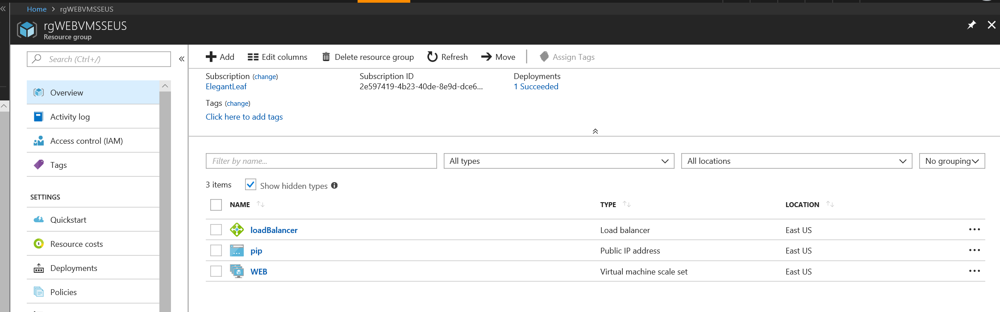 Home > rgWEBVMSSEUS
rgWEBVMSSEUS
Resource group
Search (Ctrl+/)
Overview
Activity log
Access control (IAM)
Tags
SETTINGS
Quickstart
Resource costs
Deployments
Policies
Add Edit columns Delete resource group Refresh Move Assign Tags
Subscription (change) Subscription ID Deployments
ElegantLeaf 2e597419-4b23-40de-8e9d-dce6... 1 Succeeded
Tags (change)
Click here to add tags
Filter by name... All types All locations No grouping
3 items Show hidden types
NAME TYPE LOCATION
loadBalancer Load balancer East US
pip Public IP address East US
WEB Virtual machine scale set East US